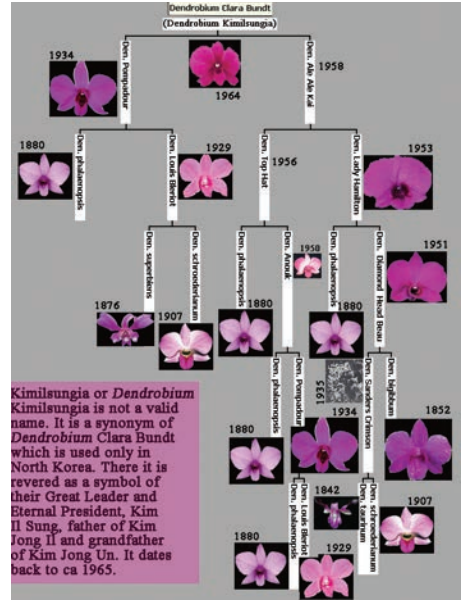 Dendrobium Clara Bundt
(Dendrobium Kimilsungia)
1934
Den. Pompadour
1964
Den. Ale Ale Kai
1958
1880
Den. phalaenopsis
Den. Louis Bleriot
1929
Den. Top Hat
1956
Den. Lady Hamilton
1953
1876
Den. superbiens
Den. schroederianum
1907
Den. phalaenopsis
1880
Den. Anouk
1950
Den. phalaenopsis
1880
Den. Diamond Head Beau
1951
Den. phalaenopsis
1880
Den. Pompadour
1934
1935
Den. Sanders Crimson
Den. bigibbum
1852
1880
Den. phalaenopsis
Den. Louis Bleriot
1929
1842
Den. taurinum
Den. schroederianum
1907
Kimilsungia or Dendrobium
Kimilsungia is not a valid
name. It is a synonym of
Dendrobium Clara Bundt
which is used only in
North Korea. There it is
revered as a symbol of
their Great Leader and
Eternal President, Kim
Il Sung, father of Kim
Jong Il and grandfather
of Kim Jong Un. It dates
back to ca 1965.